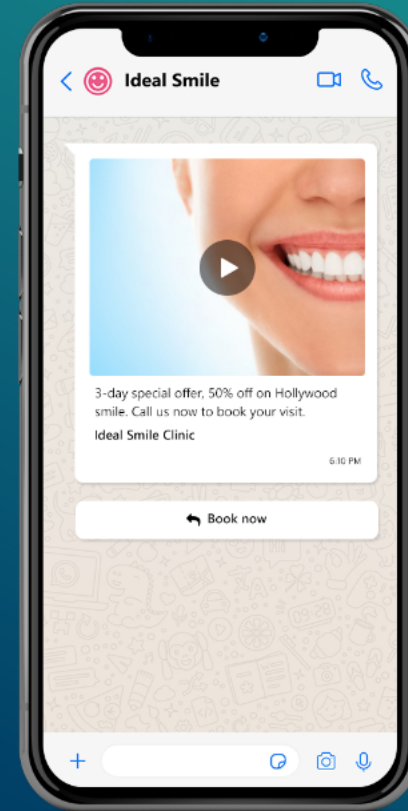 Ideal Smile
3-day special offer, 50% off on Hollywood
smile. Call us now to book your visit.
Ideal Smile Clinic
6:10 PM
Book now